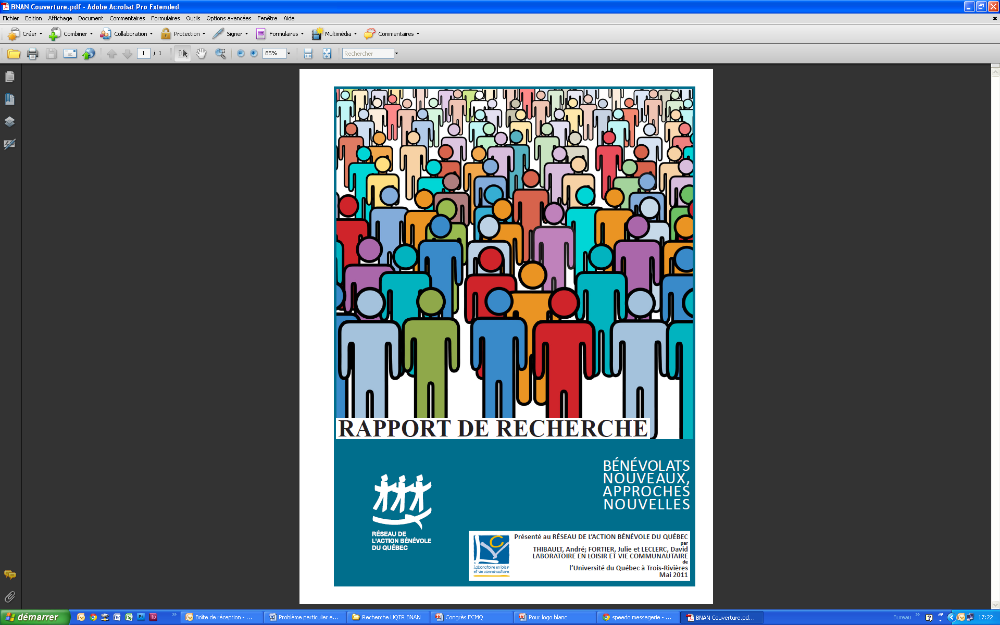 BNAN Couverture.pdf - Adobe Acrobat Pro Extended
Fichier Edition Affichage Document Commentaires Formulaires Outils Options avancées Fenêtre Aide
Créer Combiner Collaboration Protection Signer Formulaires Multimédia Commentaires
1 / 1 85% Rechercher
RAPPORT DE RECHERCHE
BÉNÉVOLATS
NOUVEAUX,
APPROCHES
NOUVELLES
RÉSEAU DE
L'ACTION BÉNÉVOLE
DU QUÉBEC
LVC
Laboratoire en loisir
et vie communautaire
Présenté au RÉSEAU DE L'ACTION BÉNÉVOLE DU QUÉBEC
par
THIBAULT, André; FORTIER, Julie et LECLERC, David
LABORATOIRE EN LOISIR ET VIE COMMUNAUTAIRE
de
l'Université du Québec à Trois-Rivières
Mai 2011
démarrer Boîte de réception - ... Problème particulier e... Recherche UQTR BNAN Congrès FCMQ Pour logo blanc speedo messagerie - ... BNAN Couverture.pd... Bureau 17:22